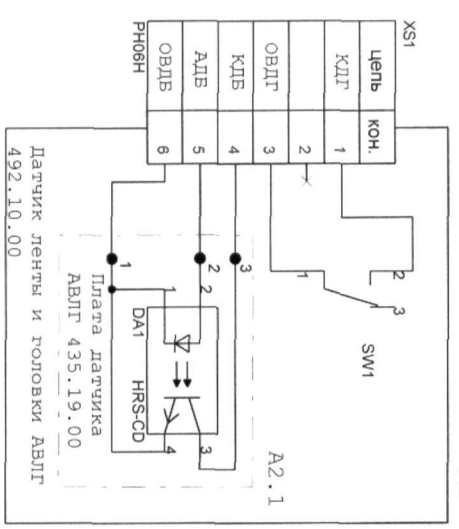 XS1
цепь кон.
КДГ 1
2
ОВДГ 3
КДБ 4
АДБ 5
ОВДБ 6
PH06H
2
3
1
SW1
A2.1
3
2
1
2
1
3
4
DA1 HRS-CD
Плата датчика
АВЛГ 435.19.00
Датчик ленты и головки АВЛГ
492.10.00